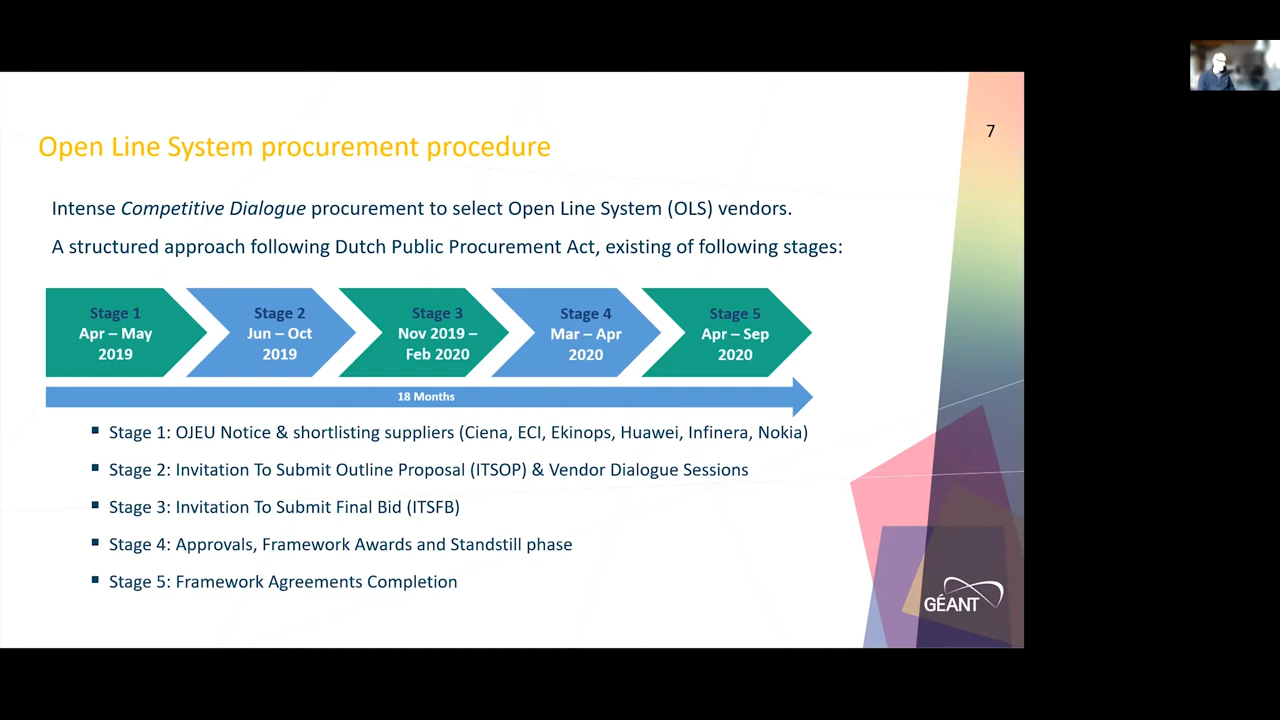 7
Open Line System procurement procedure
Intense Competitive Dialogue procurement to select Open Line System (OLS) vendors.
A structured approach following Dutch Public Procurement Act, existing of following stages:
Stage 1
Apr – May
2019
Stage 2
Jun – Oct
2019
Stage 3
Nov 2019 –
Feb 2020
Stage 4
Mar – Apr
2020
Stage 5
Apr – Sep
2020
18 Months
Stage 1: OJEU Notice & shortlisting suppliers (Ciena, ECI, Ekinops, Huawei, Infinera, Nokia)
Stage 2: Invitation To Submit Outline Proposal (ITSOP) & Vendor Dialogue Sessions
Stage 3: Invitation To Submit Final Bid (ITSFB)
Stage 4: Approvals, Framework Awards and Standstill phase
Stage 5: Framework Agreements Completion
GÉANT